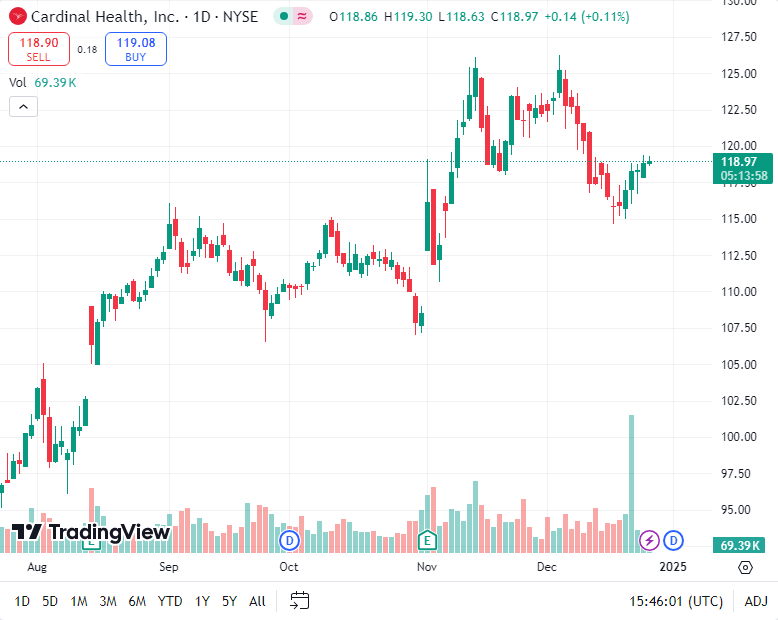 Cardinal Health, Inc. · 1D · NYSE ≈ O118.86 H119.30 L118.63 C118.97 +0.14 (+0.11%)
118.90 SELL 0.18 119.08 BUY
Vol 69.39 K
130.00
127.50
125.00
122.50
120.00
118.97
05:13:58
117.50
115.00
112.50
110.00
107.50
105.00
102.50
100.00
97.50
95.00
69.39 K
TradingView
E D E D
Aug Sep Oct Nov Dec 2025
1D 5D 1M 3M 6M YTD 1Y 5Y All 15:46:01 (UTC) ADJ